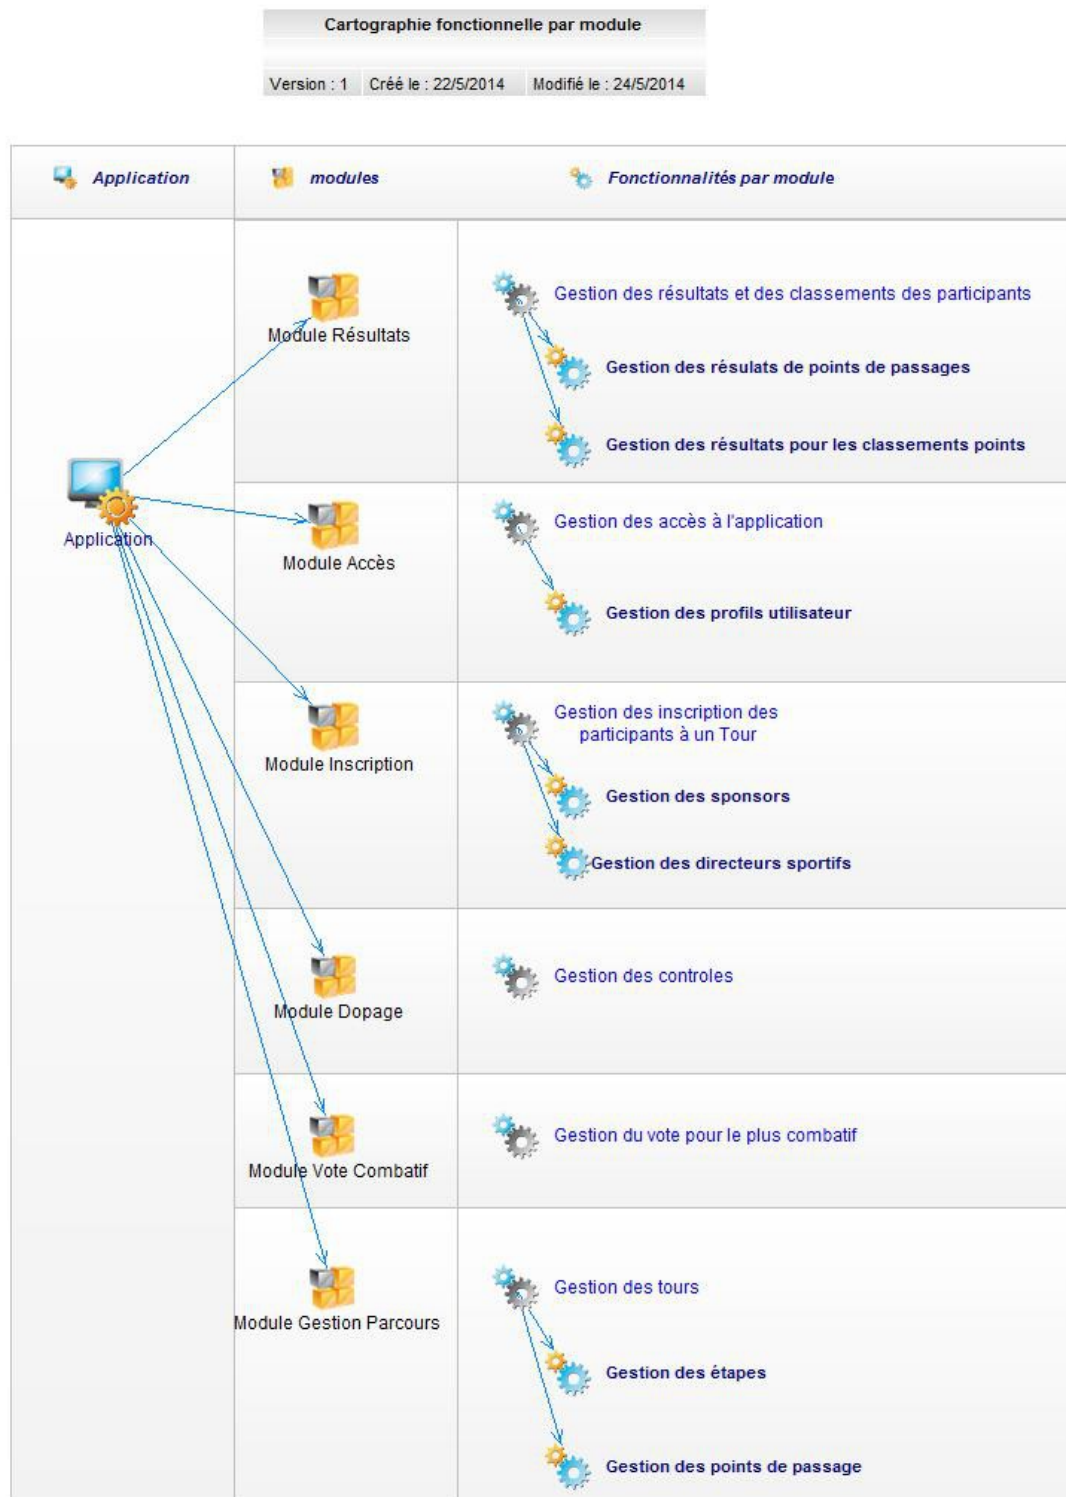 Cartographie fonctionnelle par module
Version : 1 Créé le : 22/5/2014 Modifié le : 24/5/2014
Application modules Fonctionnalités par module
Gestion des résultats et des classements des participants
Module Résultats
Gestion des résulats de points de passages
Gestion des résultats pour les classements points
Application
Gestion des accès à l'application
Module Accès
Gestion des profils utilisateur
Gestion des inscription des
participants à un Tour
Module Inscription
Gestion des sponsors
Gestion des directeurs sportifs
Gestion des controles
Module Dopage
Gestion du vote pour le plus combatif
Module Vote Combatif
Gestion des tours
Module Gestion Parcours
Gestion des étapes
Gestion des points de passage